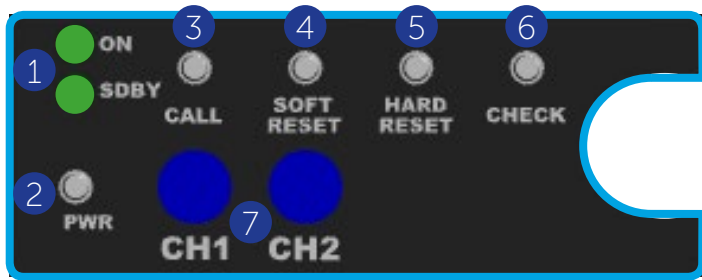 3 4 5 6
1 ON
SDBY
CALL SOFT RESET HARD RESET CHECK
2
PWR
7
CH1 CH2